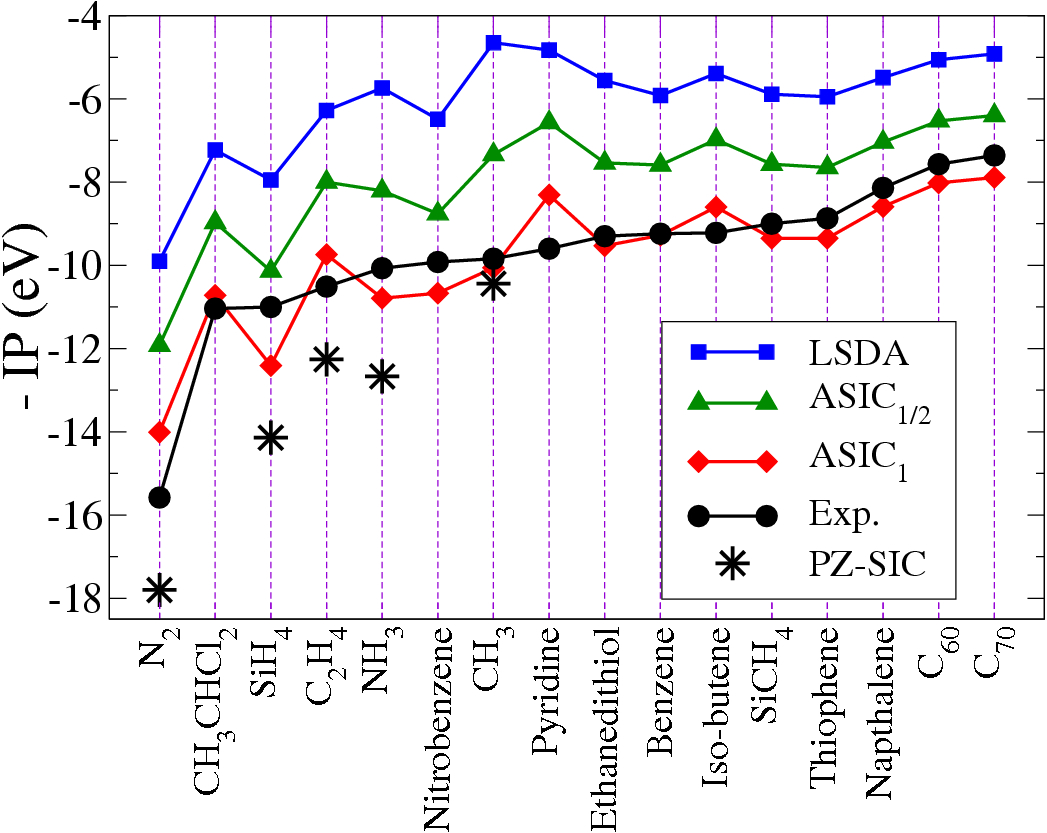 -4
-6
-8
-10
-12
-14
-16
-18
- IP (eV)
LSDA
ASIC1/2
ASIC1
Exp.
PZ-SIC
N2
CH3CHCl2
SiH4
C2H4
NH3
Nitrobenzene
CH3
Pyridine
Ethanedithiol
Benzene
Iso-butene
SiCH4
Thiophene
Napthalene
C60
C70